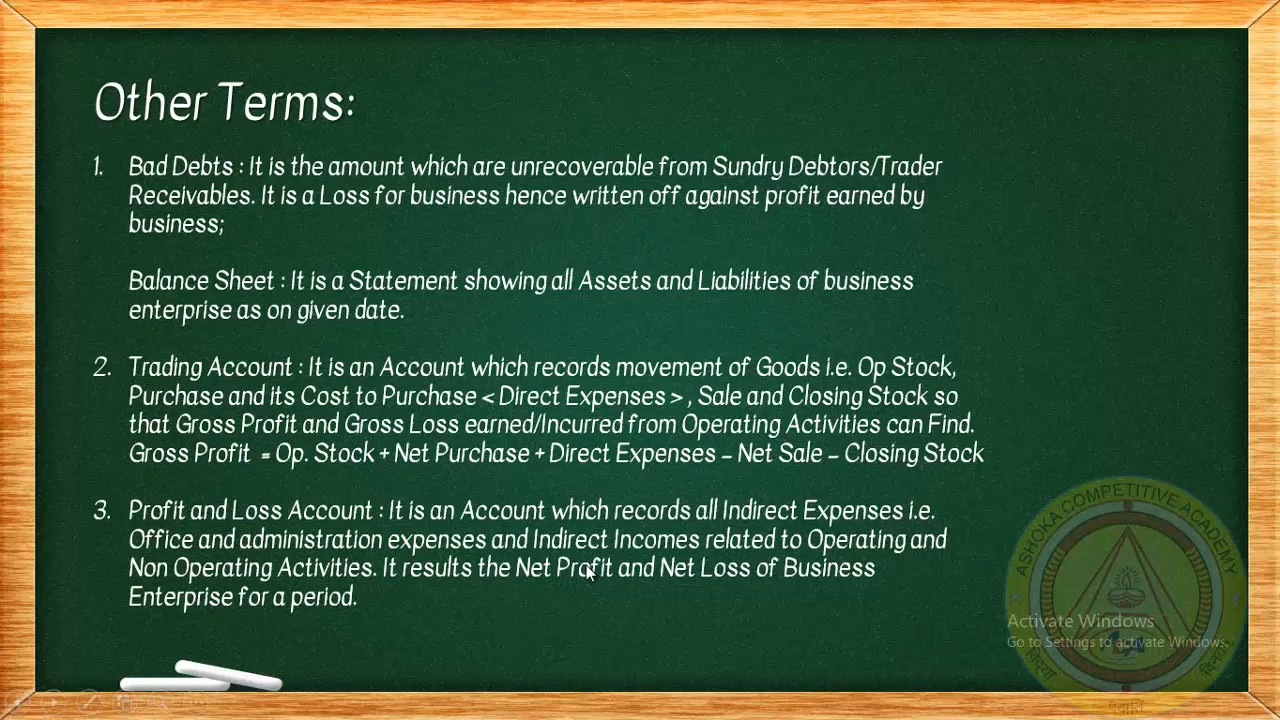 Other Terms:
1. Bad Debts : It is the amount which are unrecoverable from Sundry Debtors/Trader
Receivables. It is a Loss for business hence written off against profit earned by
business;
Balance Sheet : It is a Statement showing all Assets and Liabilities of business
enterprise as on given date.
2. Trading Account : It is an Account which records movement of Goods i.e. Op Stock,
Purchase and its Cost to Purchase < Direct Expenses > , Sale and Closing Stock so
that Gross Profit and Gross Loss earned/Incurred from Operating Activities can Find.
Gross Profit = Op. Stock + Net Purchase + Direct Expenses – Net Sale – Closing Stock
3. Profit and Loss Account : It is an Account which records all Indirect Expenses i.e.
Office and administration expenses and Indirect Incomes related to Operating and
Non Operating Activities. It results the Net Profit and Net Loss of Business
Enterprise for a period.
ASHOKA COMPETITIVE ACADEMY
Activate Windows
Go to Settings to activate Windows.